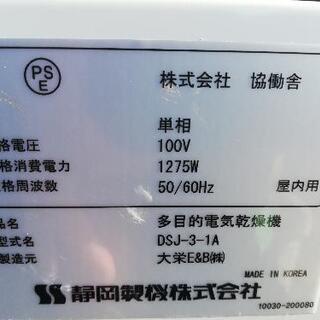 PS
E
株式会社 協働舎
単相
格電圧 100V
格消費電力 1275W
格周波数 50/60Hz 屋内用
品名 多目的電気乾燥機
型式名 DSJ-3-1A
製造元 大栄E&B㈱
MADE IN KOREA
静岡製機株式会社
10030-200080